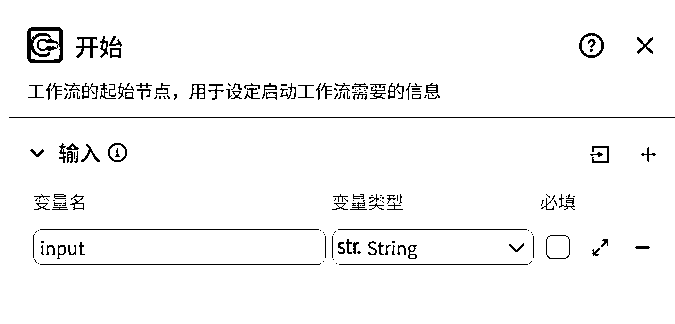 开始
工作流的起始节点，用于设定启动工作流需要的信息
输入
变量名 变量类型 必填
input str. String